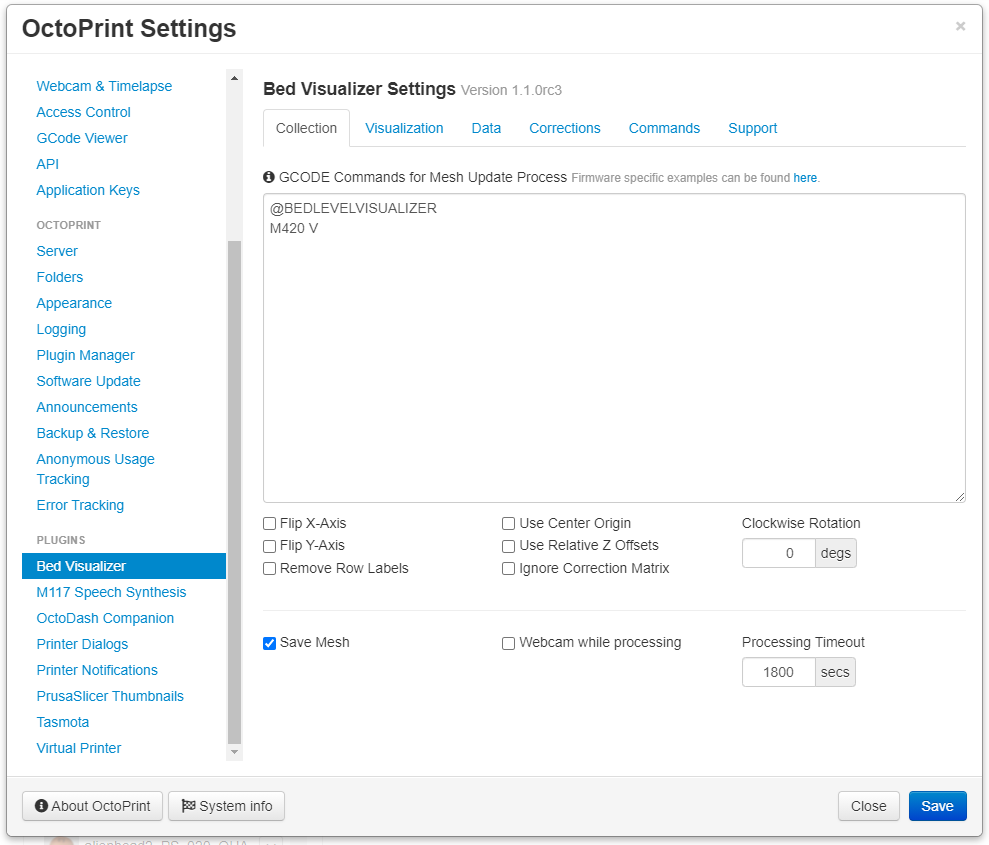 OctoPrint Settings
×
Webcam & Timelapse
Access Control
GCode Viewer
API
Application Keys
OCTOPRINT
Server
Folders
Appearance
Logging
Plugin Manager
Software Update
Announcements
Backup & Restore
Anonymous Usage
Tracking
Error Tracking
PLUGINS
Bed Visualizer
M117 Speech Synthesis
OctoDash Companion
Printer Dialogs
Printer Notifications
PrusaSlicer Thumbnails
Tasmota
Virtual Printer
Bed Visualizer Settings Version 1.1.0rc3
Collection Visualization Data Corrections Commands Support
GCODE Commands for Mesh Update Process Firmware specific examples can be found here.
@BEDLEVELVISUALIZER
M420 V
Flip X-Axis Use Center Origin Clockwise Rotation
Flip Y-Axis Use Relative Z Offsets 0 degs
Remove Row Labels Ignore Correction Matrix
Save Mesh Webcam while processing Processing Timeout
1800 secs
About OctoPrint System info Close Save